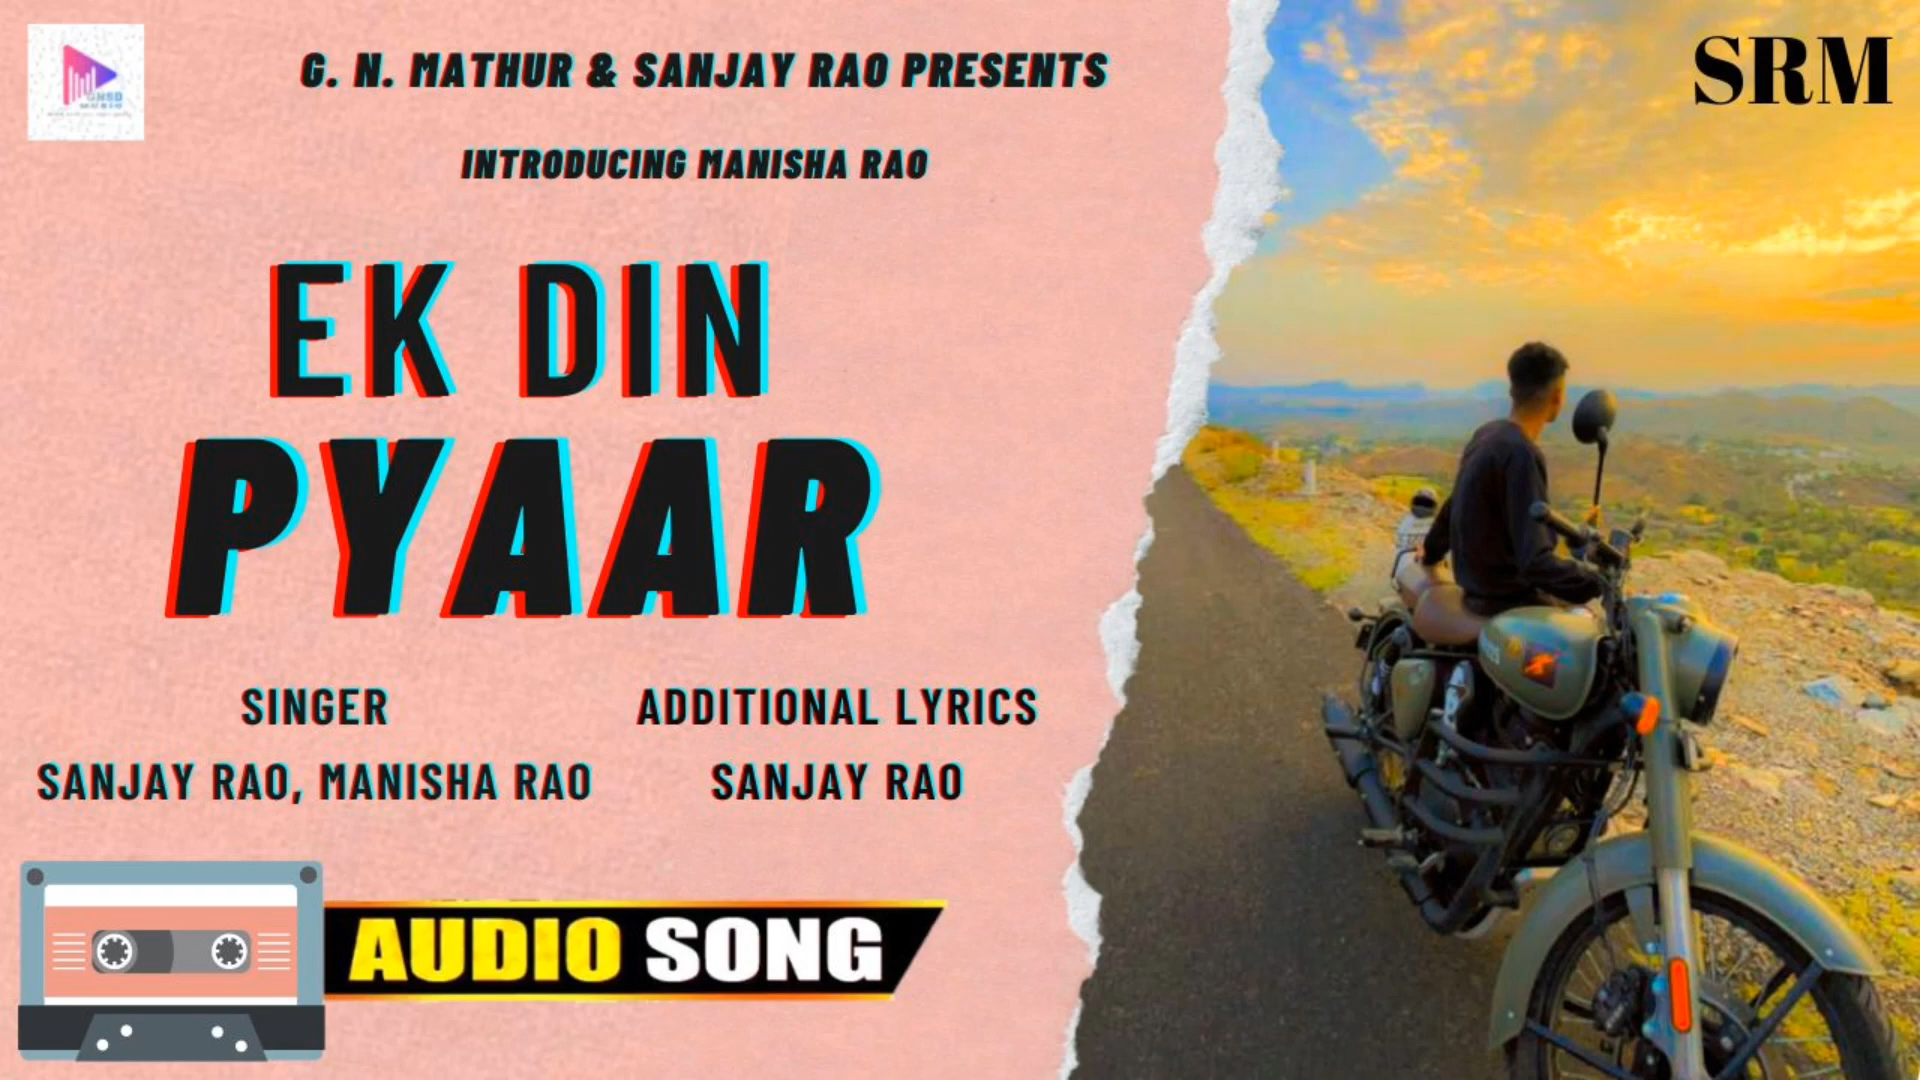 G. N. MATHUR & SANJAY RAO PRESENTS
SRM
INTRODUCING MANISHA RAO
EK DIN
PYAAR
SINGER
SANJAY RAO, MANISHA RAO
ADDITIONAL LYRICS
SANJAY RAO
AUDIO SONG